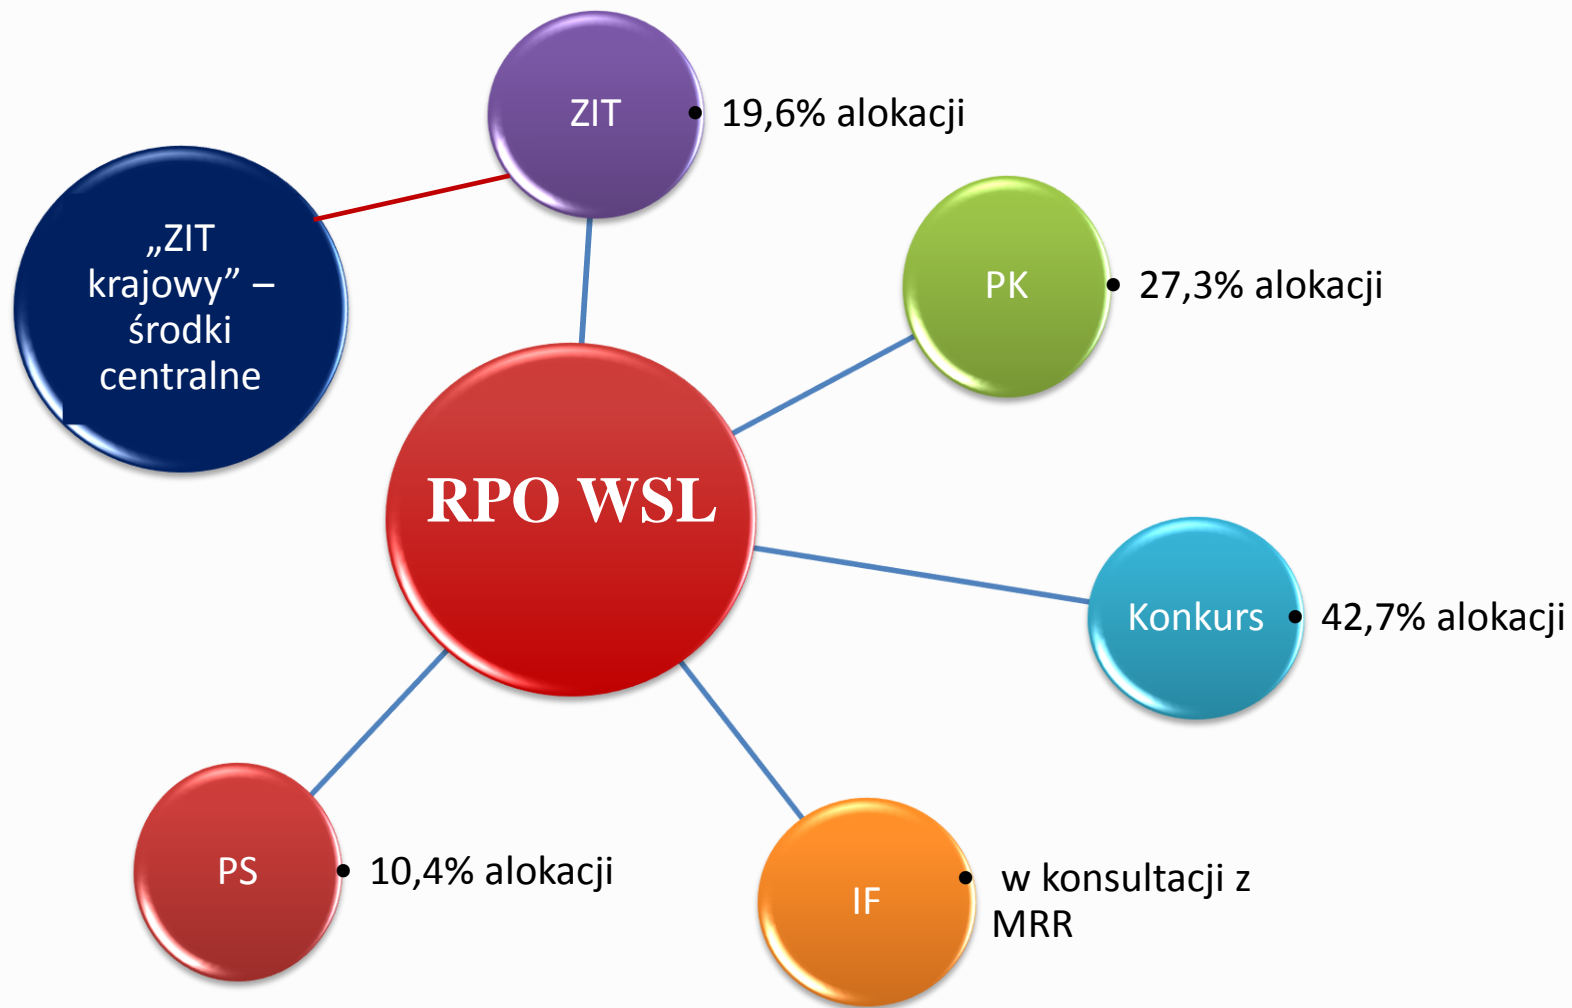 ZIT
• 19,6% alokacji
„ZIT
krajowy” –
środki
centralne
PK
• 27,3% alokacji
RPO WSL
Konkurs
• 42,7% alokacji
PS
• 10,4% alokacji
IF
• w konsultacji z
MRR